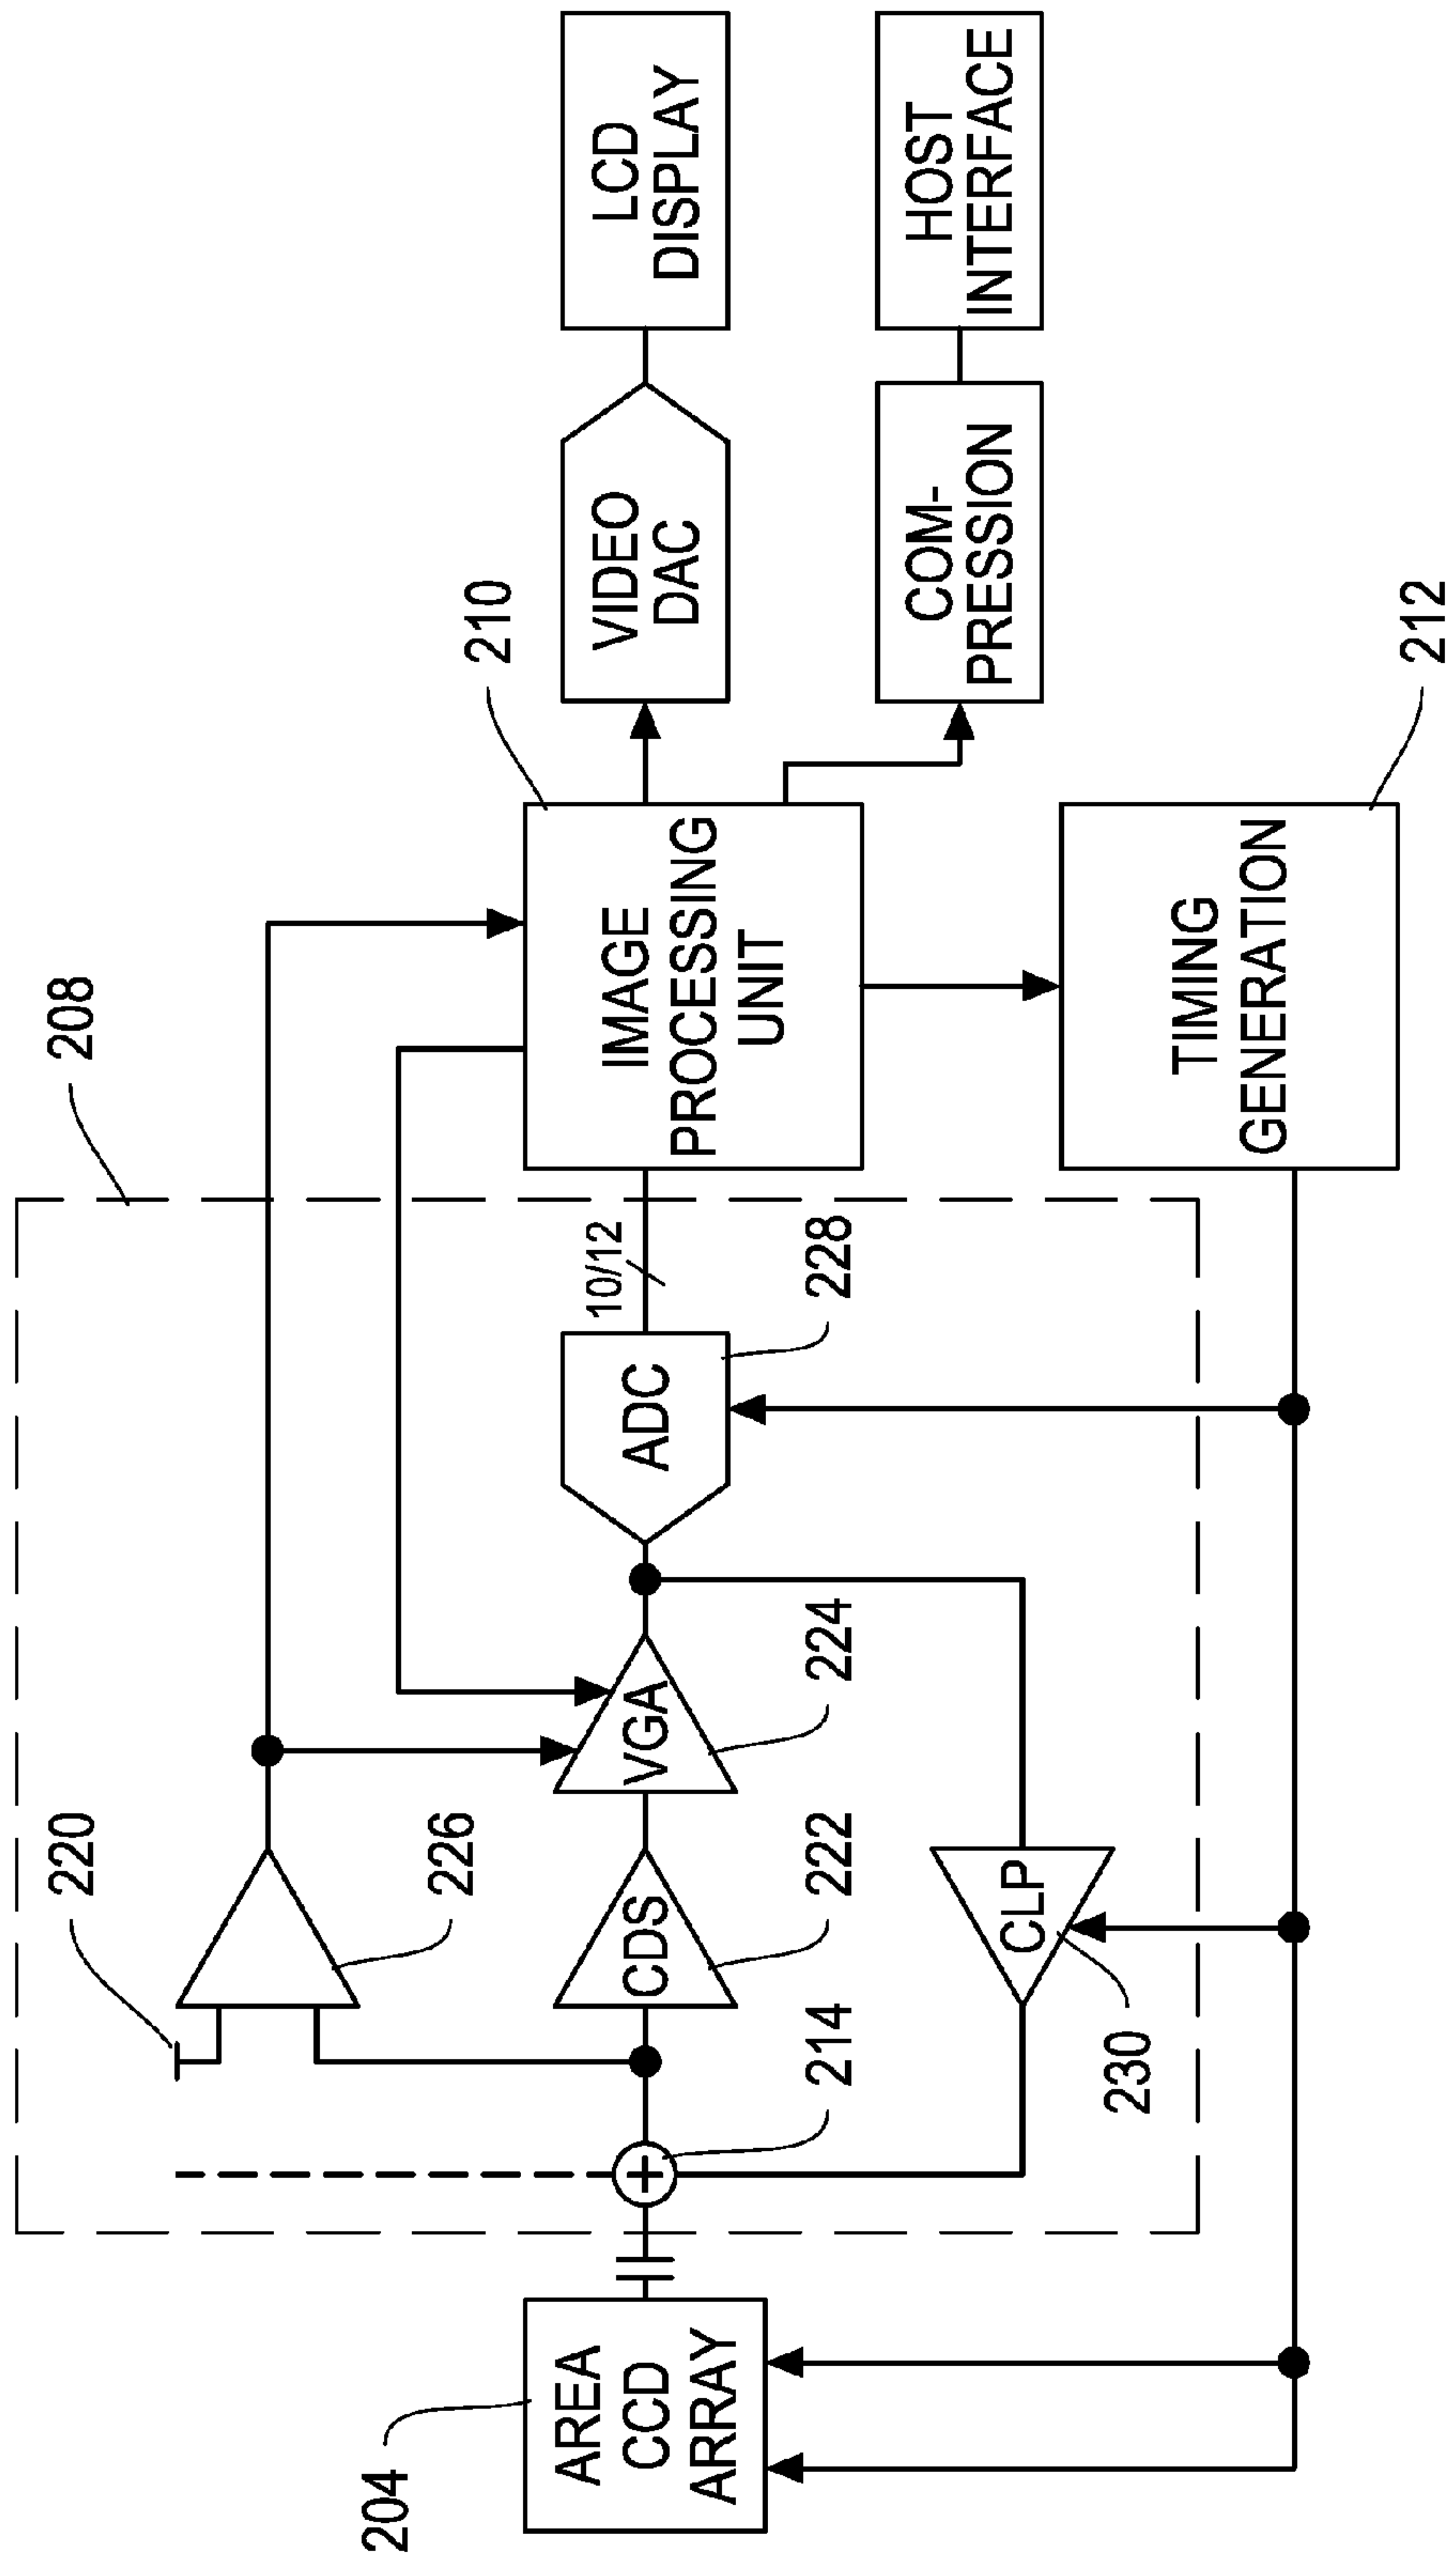 208
220
226
210
LCD
DISPLAY
VIDEO
DAC
204
AREA
CCD
ARRAY
214
CDS
222
VGA
224
ADC
228
10/12
IMAGE
PROCESSING
UNIT
COM-
PRESSION
HOST
INTERFACE
CLP
230
TIMING
GENERATION
212